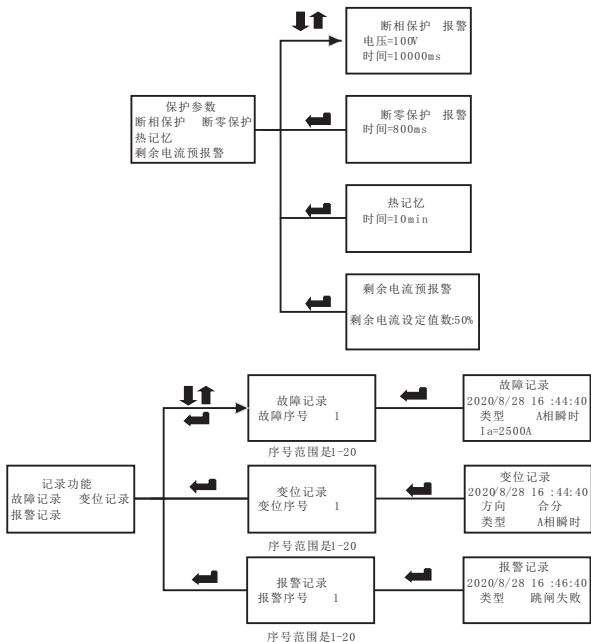 断相保护 报警
电压=100V
时间=10000ms
保护参数
断相保护 断零保护
热记忆
剩余电流预报警
断零保护 报警
时间=800ms
热记忆
时间=10min
剩余电流预报警
剩余电流设定值数:50%
故障记录
故障序号 1
序号范围是1-20
故障记录
2020/8/28 16 :44:40
类型 A相瞬时
Ia=2500A
记录功能
故障记录 变位记录
报警记录
变位记录
变位序号 1
序号范围是1-20
变位记录
2020/8/28 16 :44:40
方向 合分
类型 A相瞬时
报警记录
报警序号 1
序号范围是1-20
报警记录
2020/8/28 16 :46:40
类型 跳闸失败